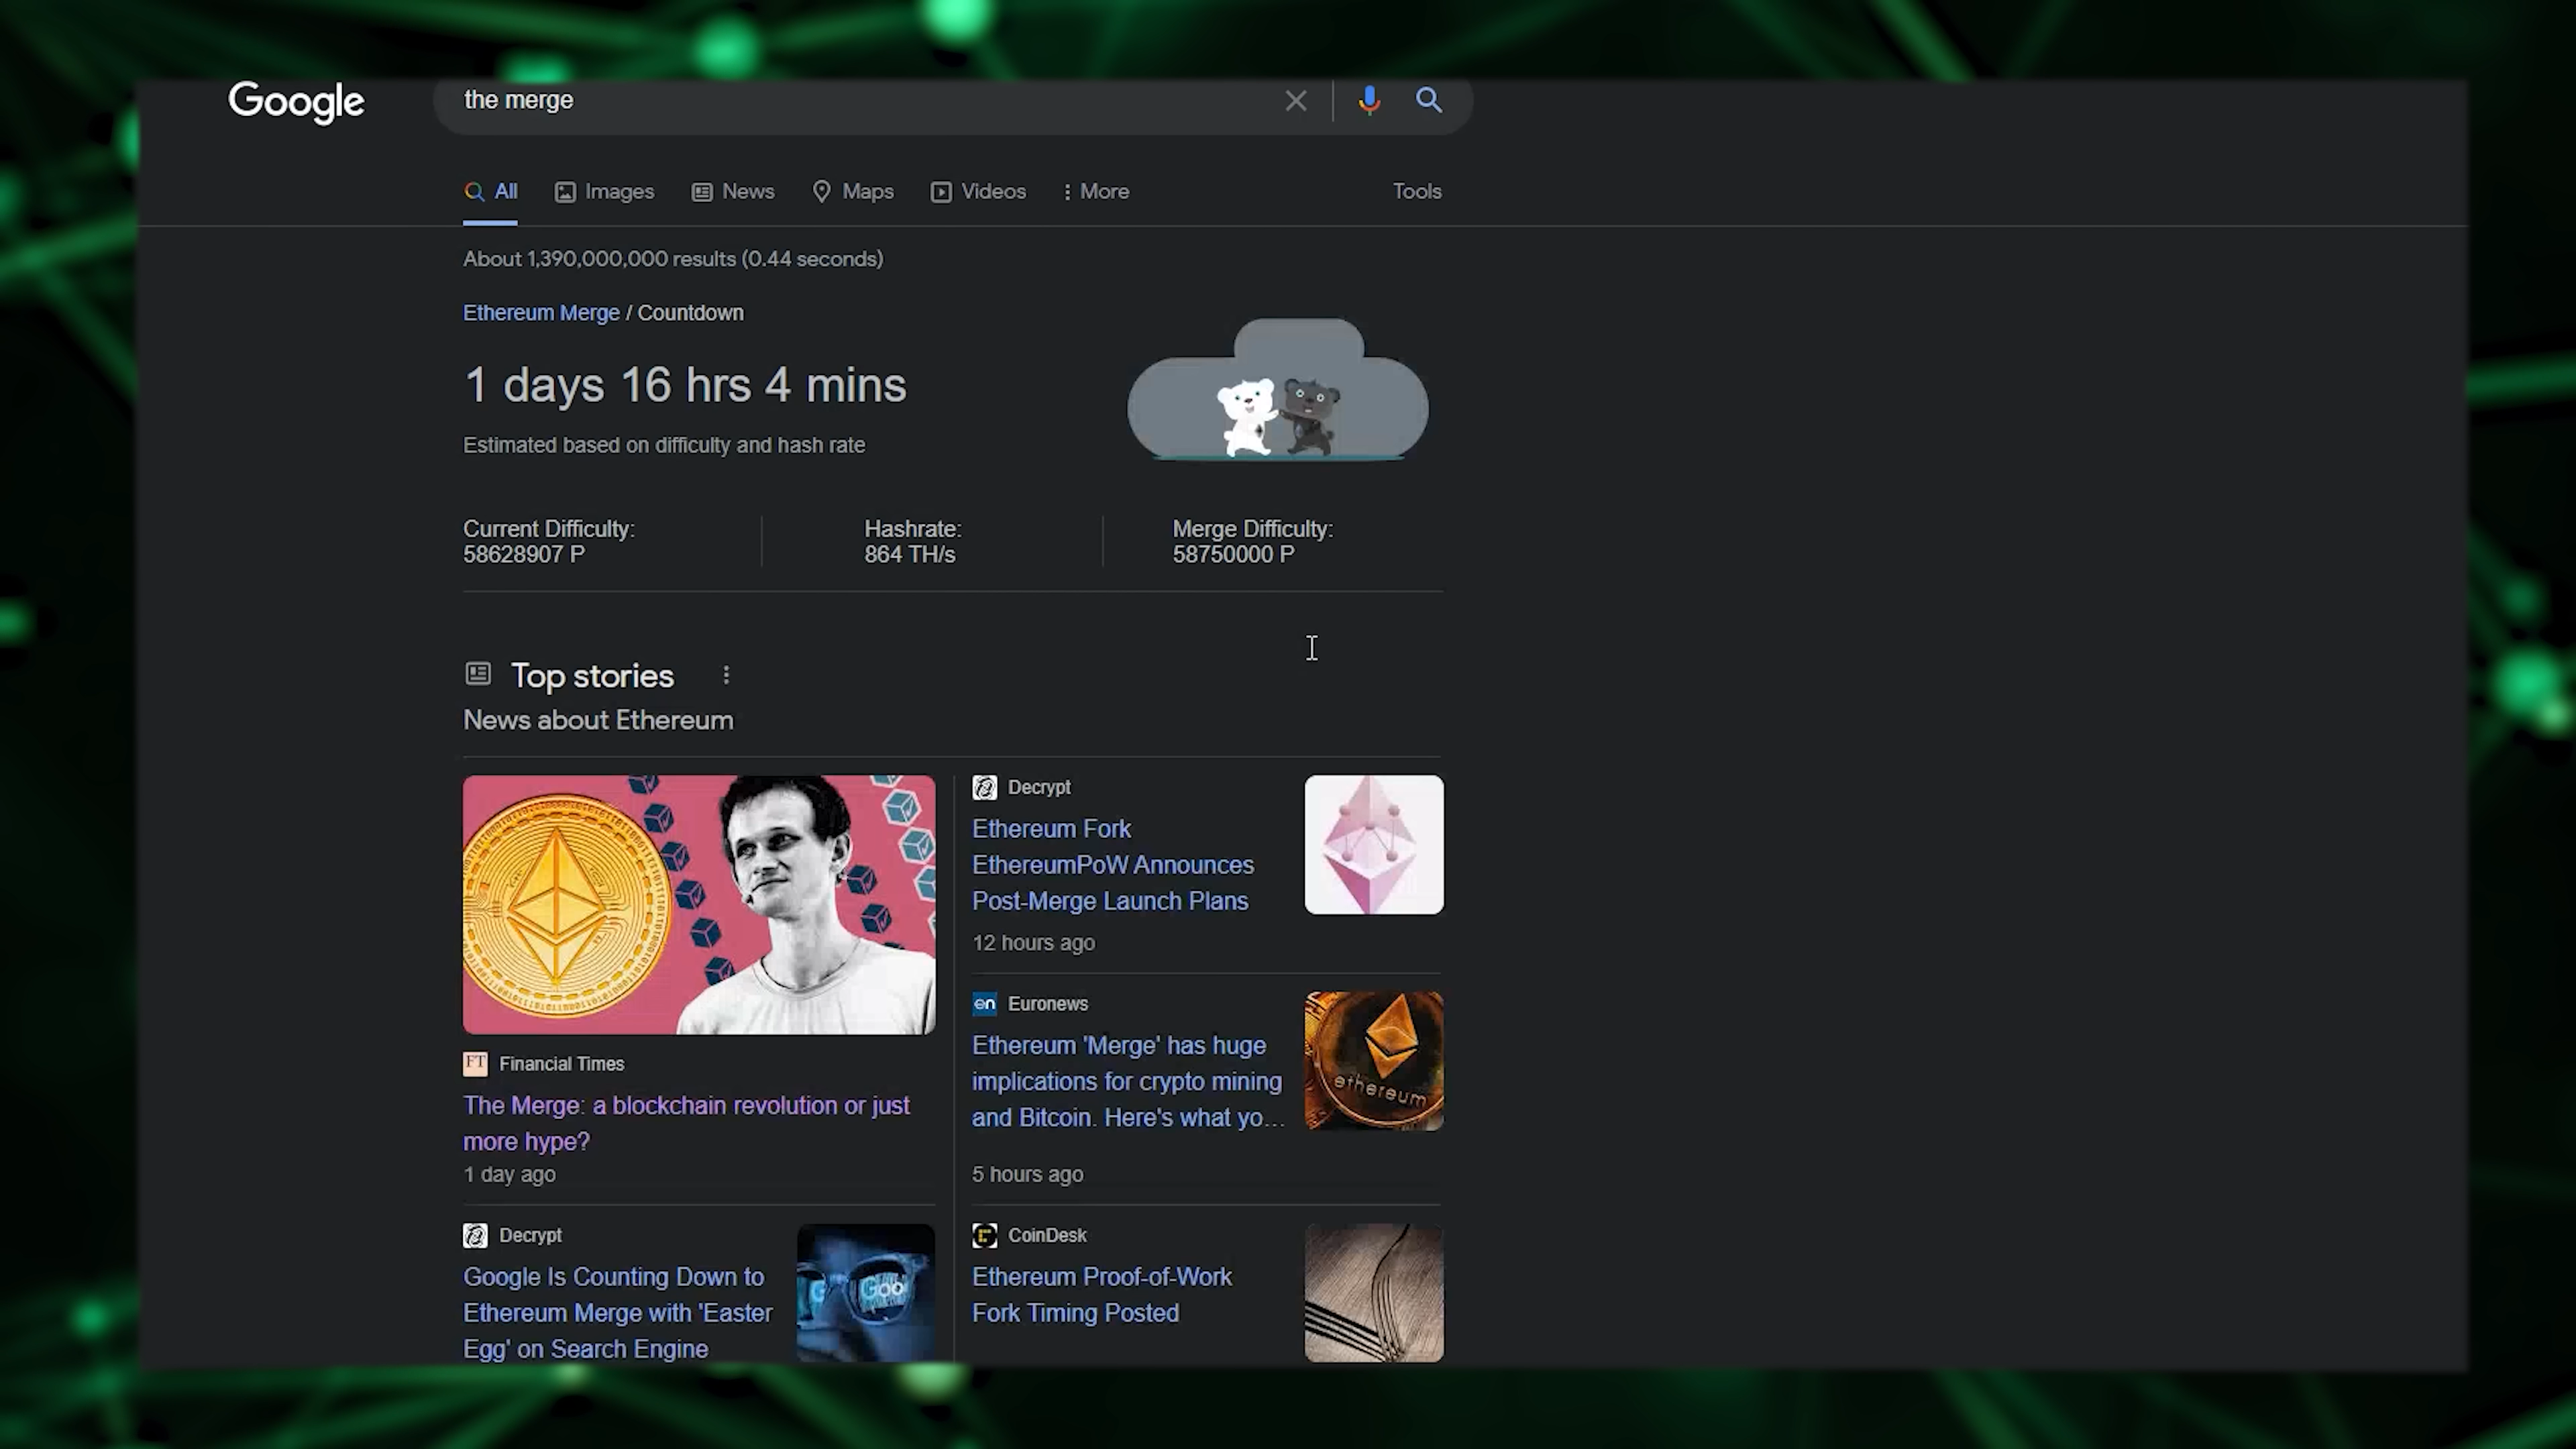 Google
the merge
All
Images
News
Maps
Videos
More
Tools
About 1,390,000,000 results (0.44 seconds)
Ethereum Merge / Countdown
1 days 16 hrs 4 mins
Estimated based on difficulty and hash rate
Current Difficulty:
58628907 P
Hashrate:
864 TH/s
Merge Difficulty:
58750000 P
Top stories
News about Ethereum
FT Financial Times
The Merge: a blockchain revolution or just
more hype?
1 day ago
Decrypt
Ethereum Fork
EthereumPoW Announces
Post-Merge Launch Plans
12 hours ago
en Euronews
Ethereum 'Merge' has huge
implications for crypto mining
and Bitcoin. Here's what yo...
ethereum
5 hours ago
Decrypt
Google Is Counting Down to
Ethereum Merge with 'Easter
Egg' on Search Engine
G Goo
CoinDesk
Ethereum Proof-of-Work
Fork Timing Posted